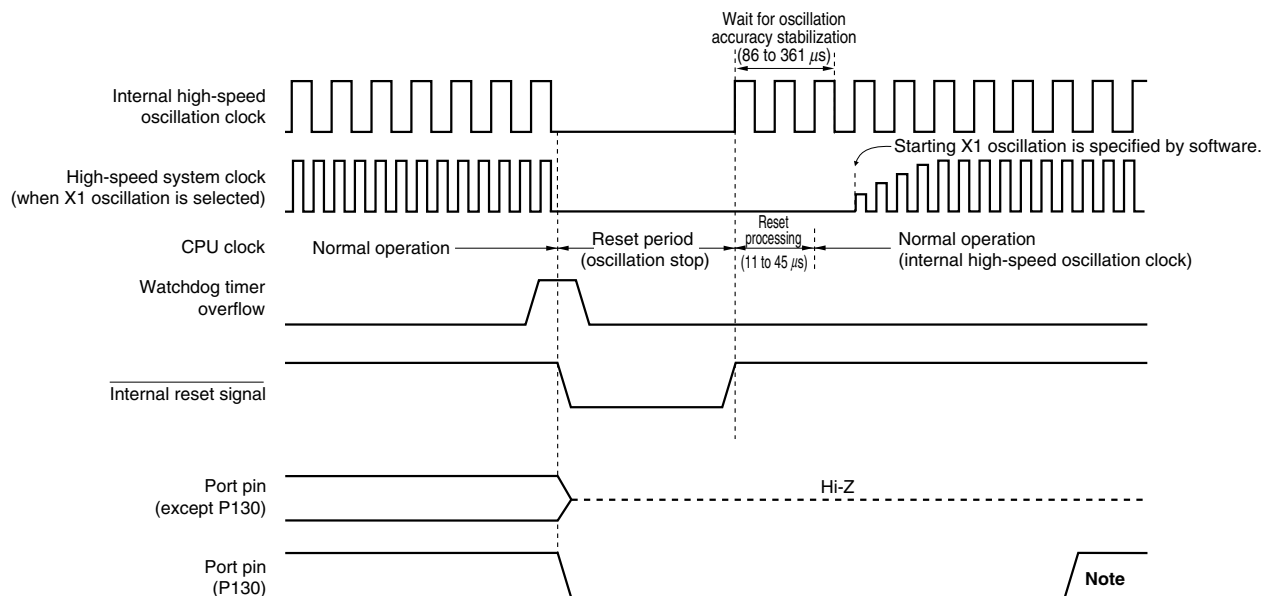 Wait for oscillation
accuracy stabilization
(86 to 361 μs)
Internal high-speed
oscillation clock
Starting X1 oscillation is specified by software.
High-speed system clock
(when X1 oscillation is selected)
CPU clock
Normal operation
Reset period
(oscillation stop)
Reset
processing
(11 to 45 μs)
Normal operation
(internal high-speed oscillation clock)
Watchdog timer
overflow
Internal reset signal
Port pin
(except P130)
Hi-Z
Port pin
(P130)
Note